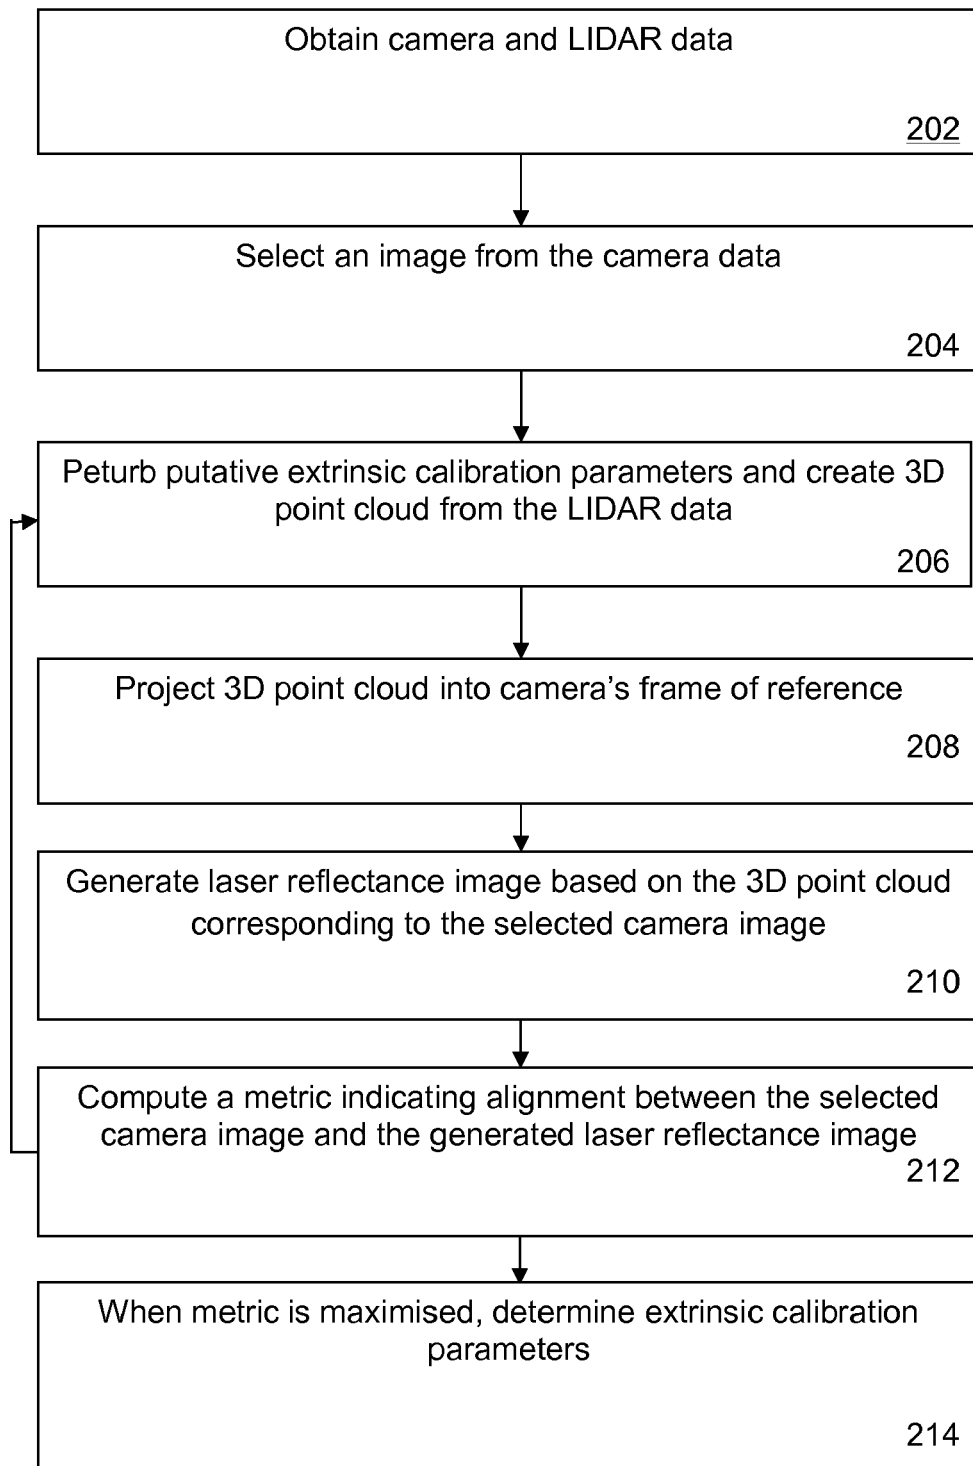 Obtain camera and LIDAR data
202
Select an image from the camera data
204
Peturb putative extrinsic calibration parameters and create 3D
point cloud from the LIDAR data
206
Project 3D point cloud into camera’s frame of reference
208
Generate laser reflectance image based on the 3D point cloud
corresponding to the selected camera image
210
Compute a metric indicating alignment between the selected
camera image and the generated laser reflectance image
212
When metric is maximised, determine extrinsic calibration
parameters
214